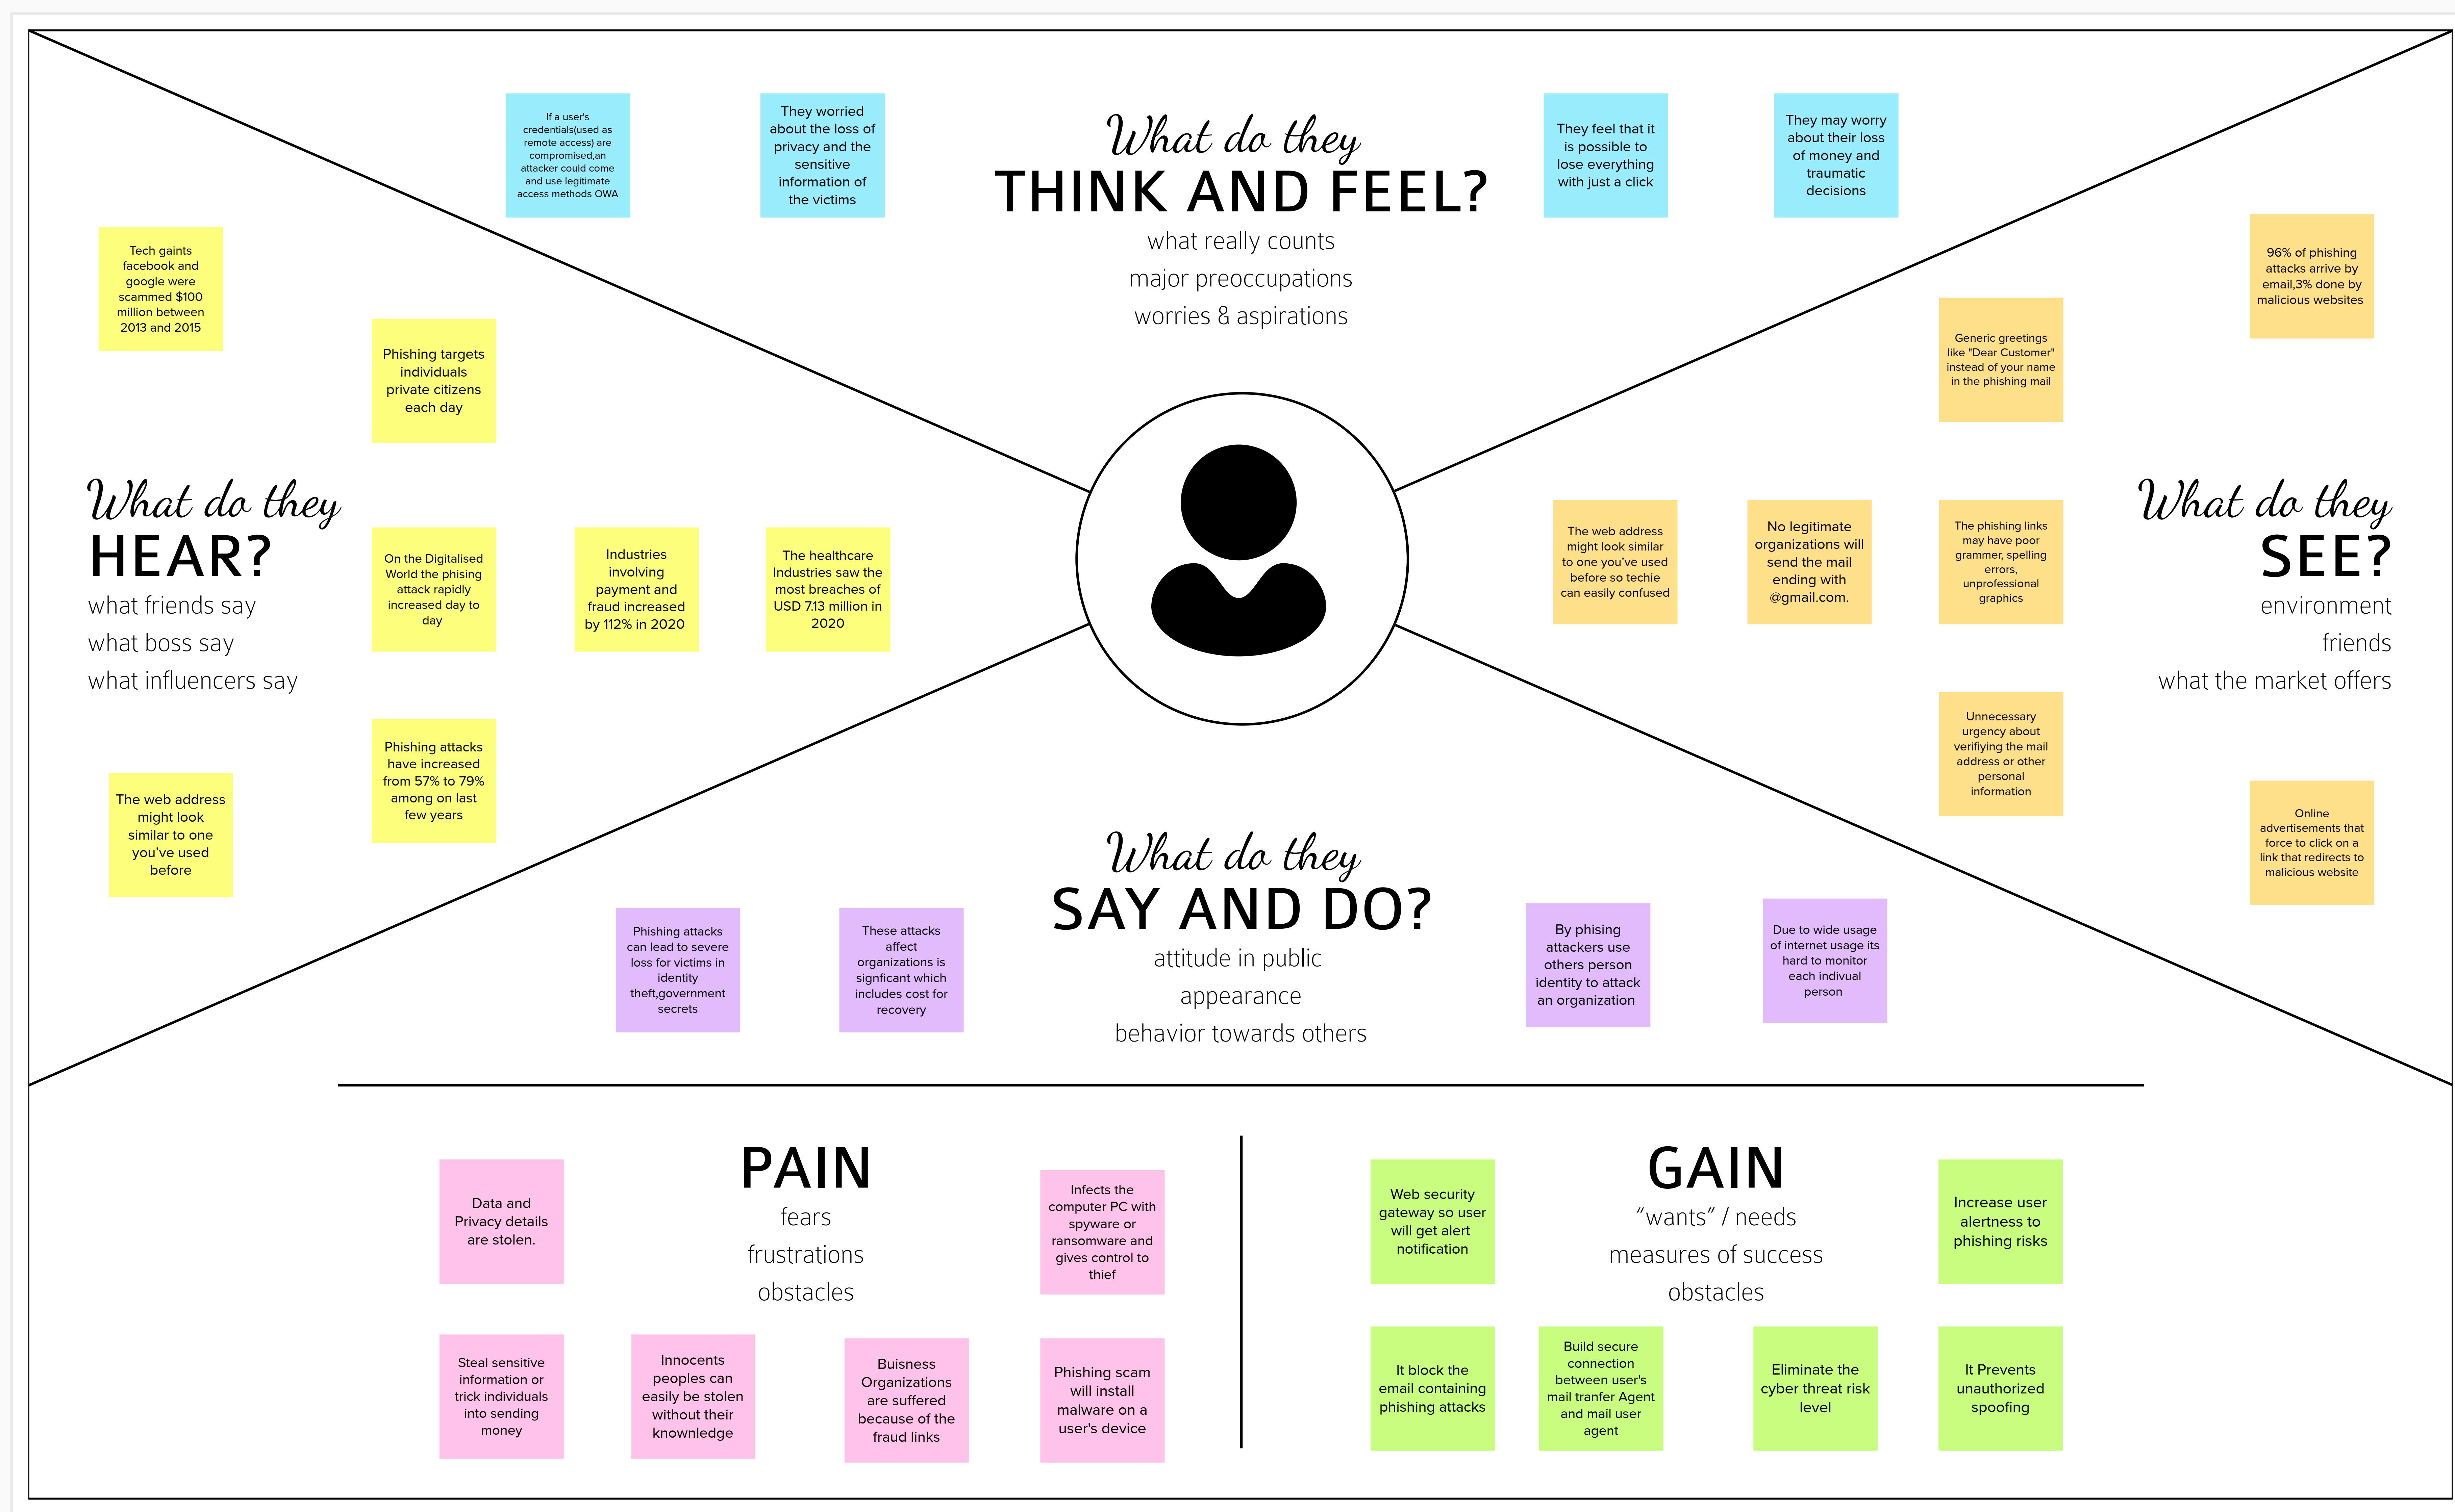 If a user's
credentials(used as
remote access) are
compromised,an
attacker could come
and use legitimate
access methods OWA
They worried
about the loss of
privacy and the
sensitive
information of
the victims
What do they
THINK AND FEEL?
what really counts
major preoccupations
worries & aspirations
They feel that it
is possible to
lose everything
with just a click
They may worry
about their loss
of money and
traumatic
decisions
Tech gaints
facebook and
google were
scammed $100
million between
2013 and 2015
Phishing targets
individuals
private citizens
each day
What do they
HEAR?
what friends say
what boss say
what influencers say
On the Digitalised
World the phising
attack rapidly
increased day to
day
Industries
involving
payment and
fraud increased
by 112% in 2020
The healthcare
Industries saw the
most breaches of
USD 7.13 million in
2020
Phishing attacks
have increased
from 57% to 79%
among on last
few years
The web address
might look
similar to one
you've used
before
96% of phishing
attacks arrive by
email,3% done by
malicious websites
Generic greetings
like "Dear Customer"
instead of your name
in the phishing mail
The web address
might look similar
to one you've used
before so techie
can easily confused
No legitimate
organizations will
send the mail
ending with
@gmail.com.
The phishing links
may have poor
grammer, spelling
errors,
unprofessional
graphics
What do they
SEE?
environment
friends
what the market offers
Unnecessary
urgency about
verifiying the mail
address or other
personal
information
Online
advertisements that
force to click on a
link that redirects to
malicious website
Phishing attacks
can lead to severe
loss for victims in
identity
theft,government
secrets
These attacks
affect
organizations is
signficant which
includes cost for
recovery
What do they
SAY AND DO?
attitude in public
appearance
behavior towards others
By phising
attackers use
others person
identity to attack
an organization
Due to wide usage
of internet usage its
hard to monitor
each indivual
person
Data and
Privacy details
are stolen.
PAIN
fears
frustrations
obstacles
Infects the
computer PC with
spyware or
ransomware and
gives control to
thief
Steal sensitive
information or
trick individuals
into sending
money
Innocents
peoples can
easily be stolen
without their
knownledge
Buisness
Organizations
are suffered
because of the
fraud links
Phishing scam
will install
malware on a
user's device
Web security
gateway so user
will get alert
notification
GAIN
“wants” / needs
measures of success
obstacles
Increase user
alertness to
phishing risks
It block the
email containing
phishing attacks
Build secure
connection
between user's
mail tranfer Agent
and mail user
agent
Eliminate the
cyber threat risk
level
It Prevents
unauthorized
spoofing